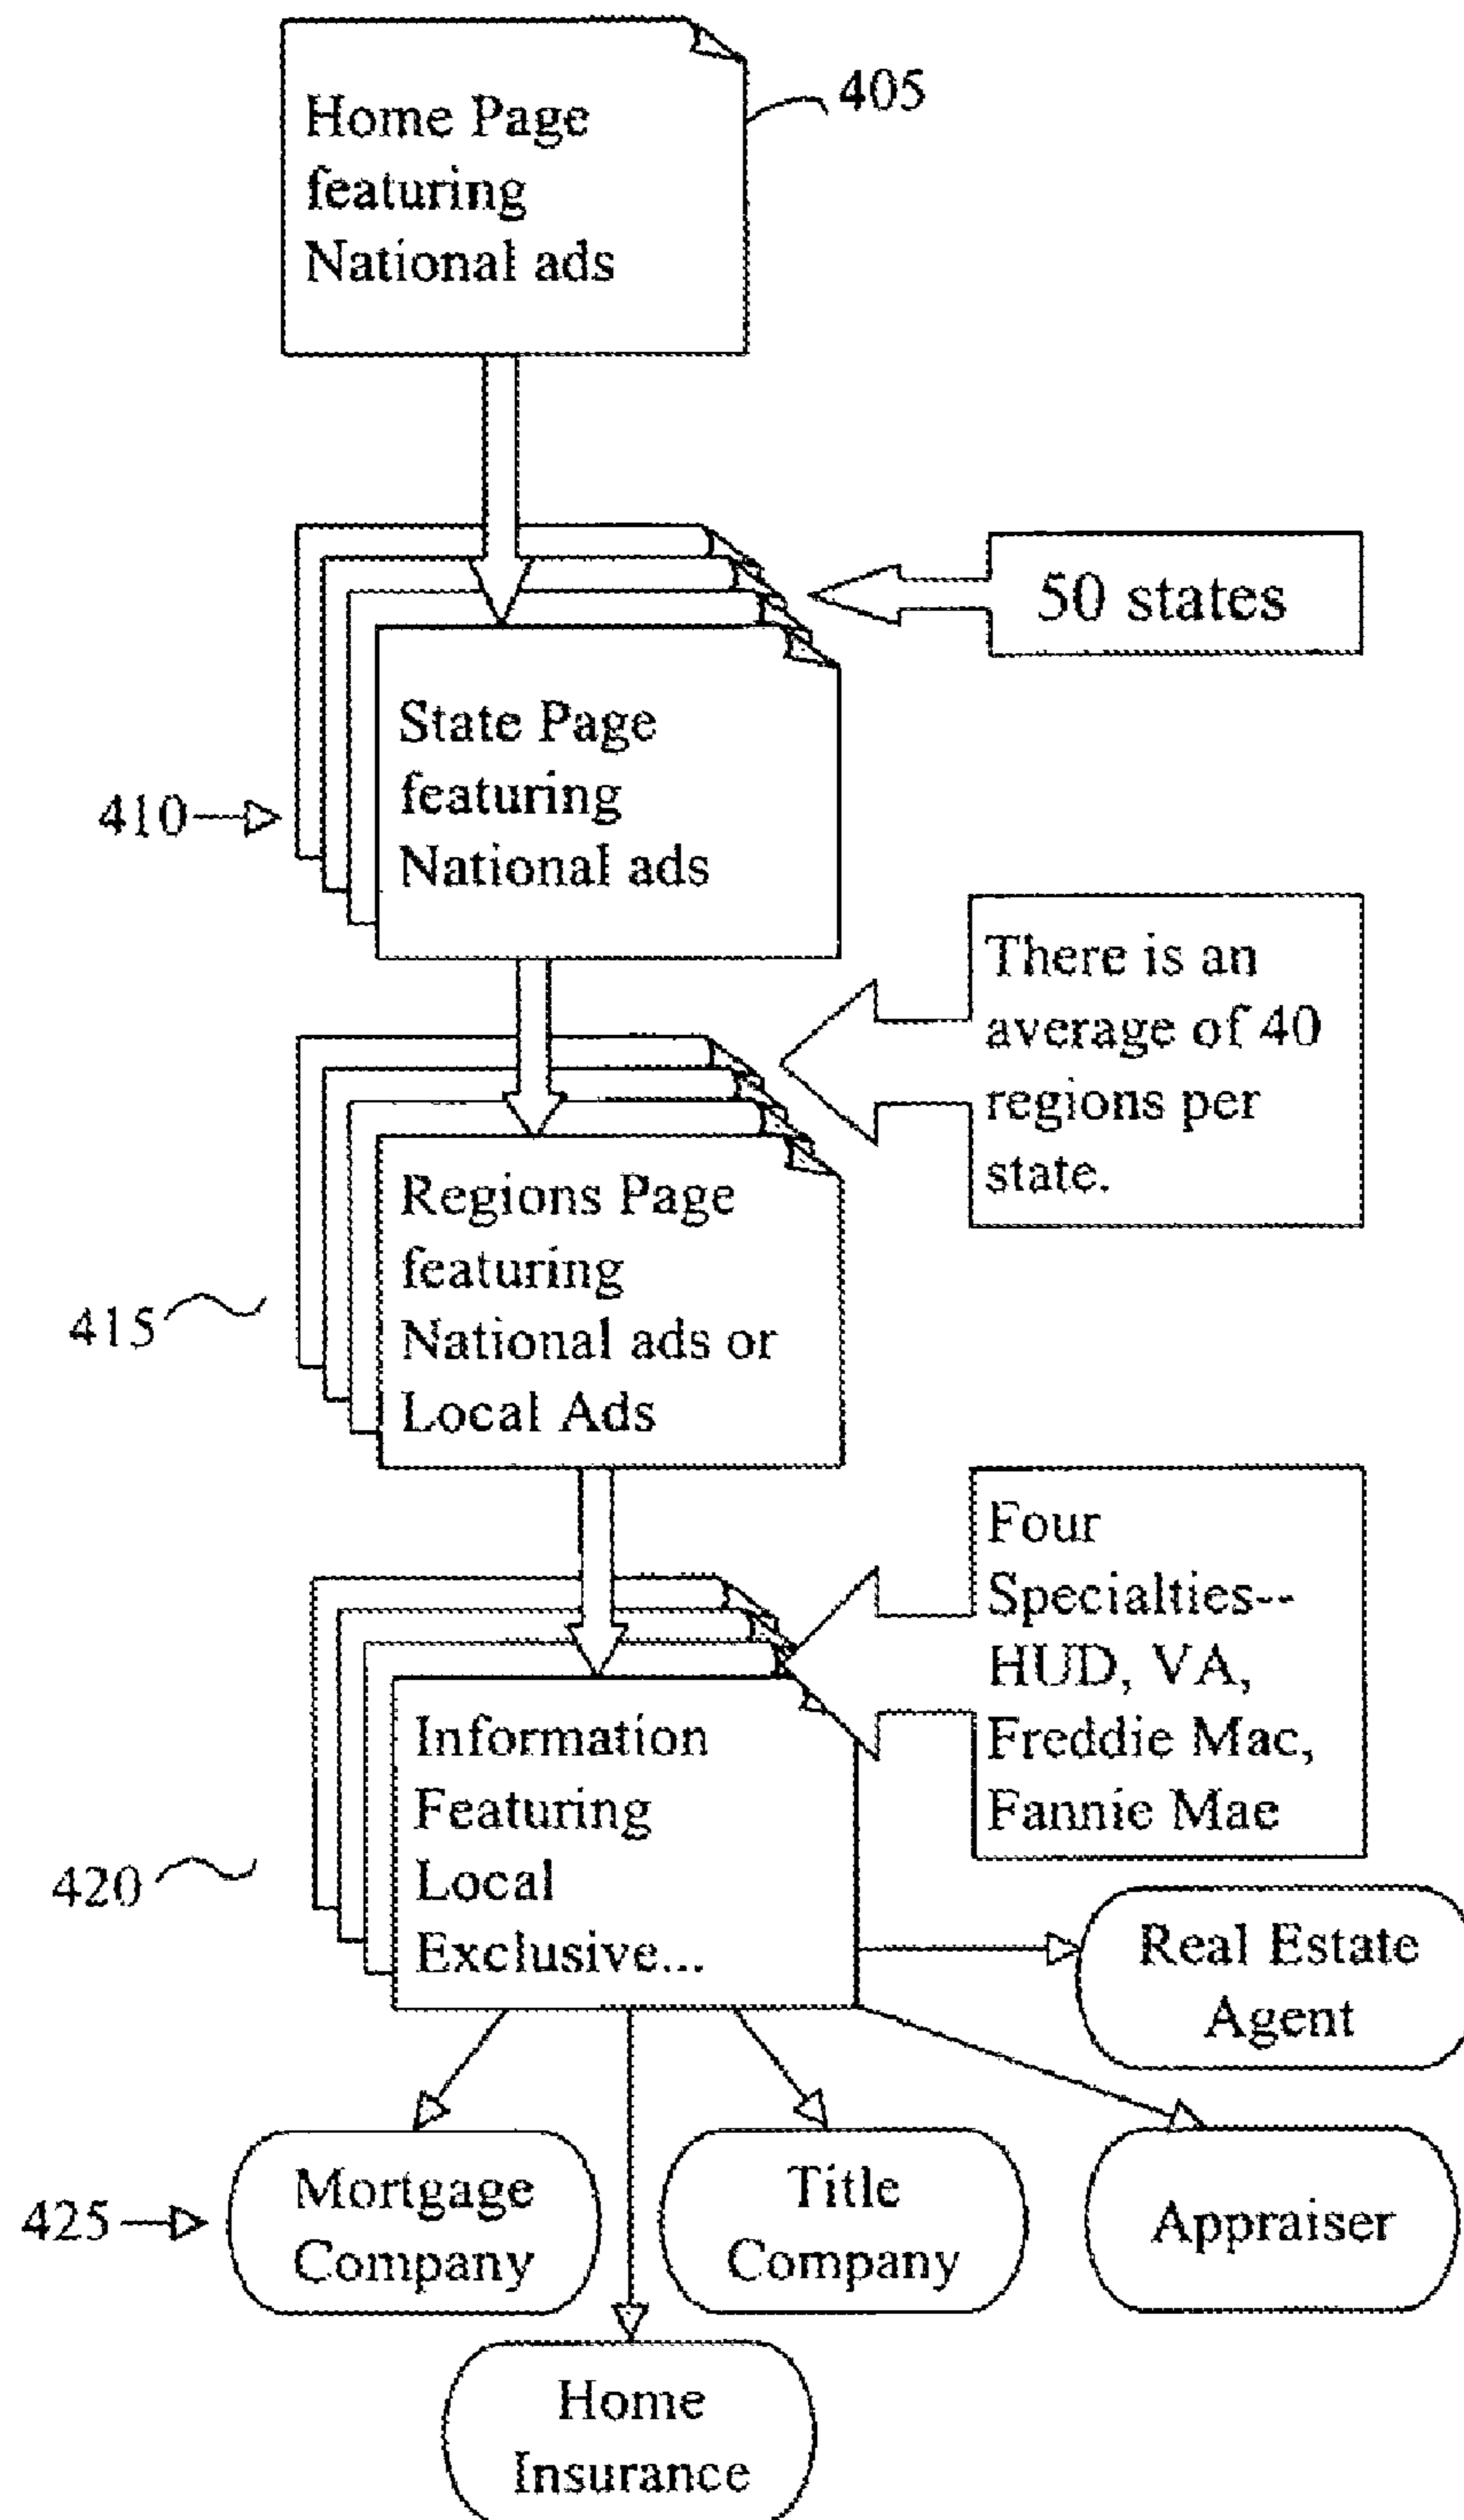 Home Page
featuring
National ads
405
50 states
State Page
featuring
National ads
410
There is an
average of 40
regions per
state.
Regions Page
featuring
National ads or
Local Ads
415
Four
Specialties--
HUD, VA,
Freddie Mac,
Fannie Mae
Information
Featuring
Local
Exclusive...
420
Real Estate
Agent
Mortgage
Company
Title
Company
Appraiser
425
Home
Insurance